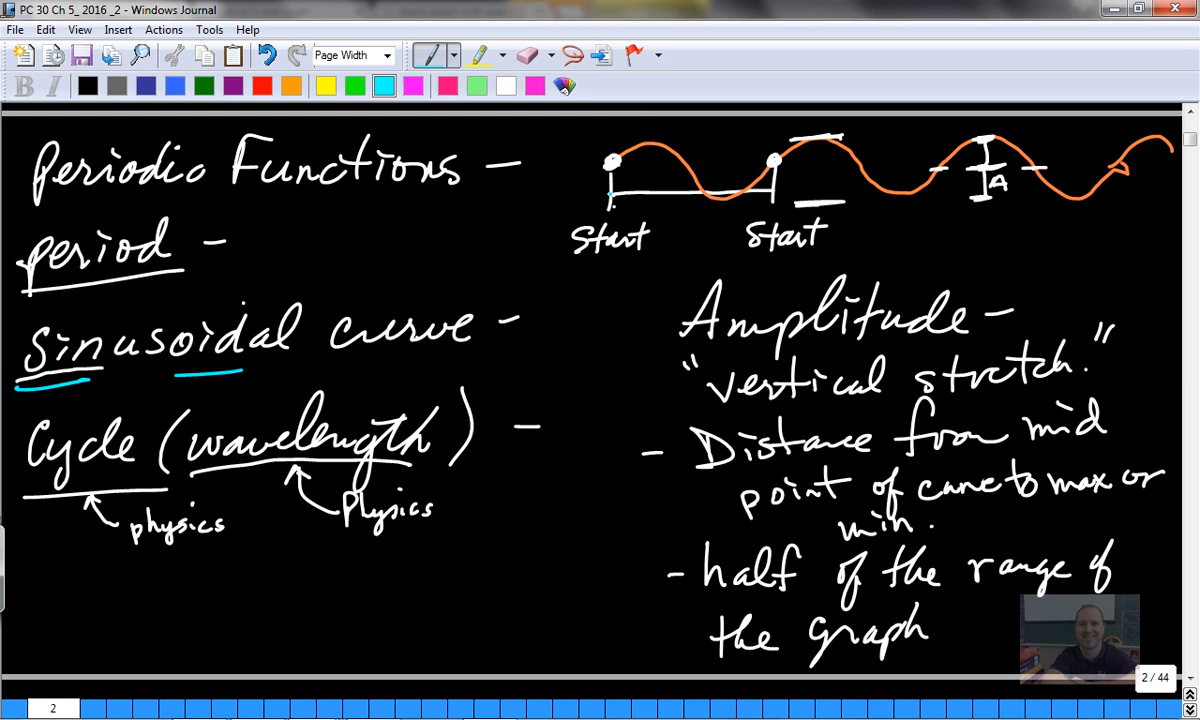 PC 30 Ch 5_ 2016 _2 - Windows Journal
File Edit View Insert Actions Tools Help
Page Width
B I
Periodic Functions -
period -
sinusoidal curve -
Cycle (wavelength) -
physics
Physics
Start
Start
A
Amplitude -
"vertical stretch."
- Distance from mid
point of curve to max or
min.
- half of the range of
the graph
2 / 44
2